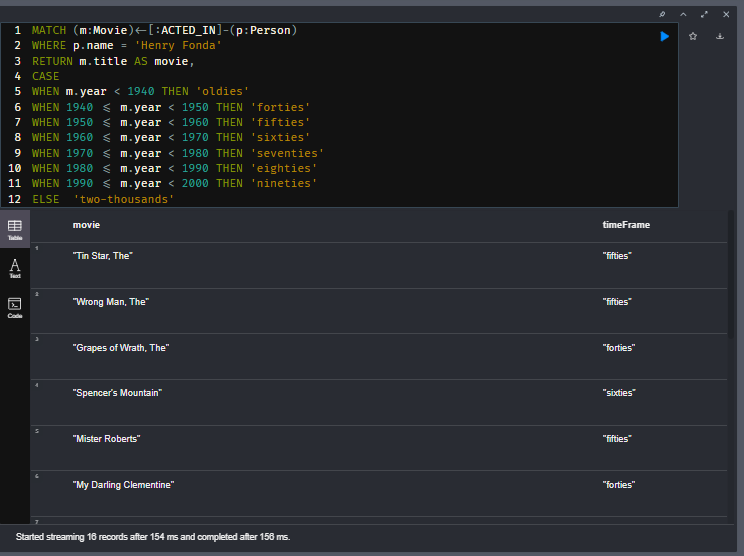 1 MATCH (m:Movie)<-[:ACTED_IN]-(p:Person)
2 WHERE p.name = 'Henry Fonda'
3 RETURN m.title AS movie,
4 CASE
5 WHEN m.year < 1940 THEN 'oldies'
6 WHEN 1940 <= m.year < 1950 THEN 'forties'
7 WHEN 1950 <= m.year < 1960 THEN 'fifties'
8 WHEN 1960 <= m.year < 1970 THEN 'sixties'
9 WHEN 1970 <= m.year < 1980 THEN 'seventies'
10 WHEN 1980 <= m.year < 1990 THEN 'eighties'
11 WHEN 1990 <= m.year < 2000 THEN 'nineties'
12 ELSE 'two-thousands'
movie timeFrame
Table
1 "Tin Star, The" "fifties"
A
Text
2 "Wrong Man, The" "fifties"
Code
3 "Grapes of Wrath, The" "forties"
4 "Spencer's Mountain" "sixties"
5 "Mister Roberts" "fifties"
6 "My Darling Clementine" "forties"
7
Started streaming 16 records after 154 ms and completed after 156 ms.